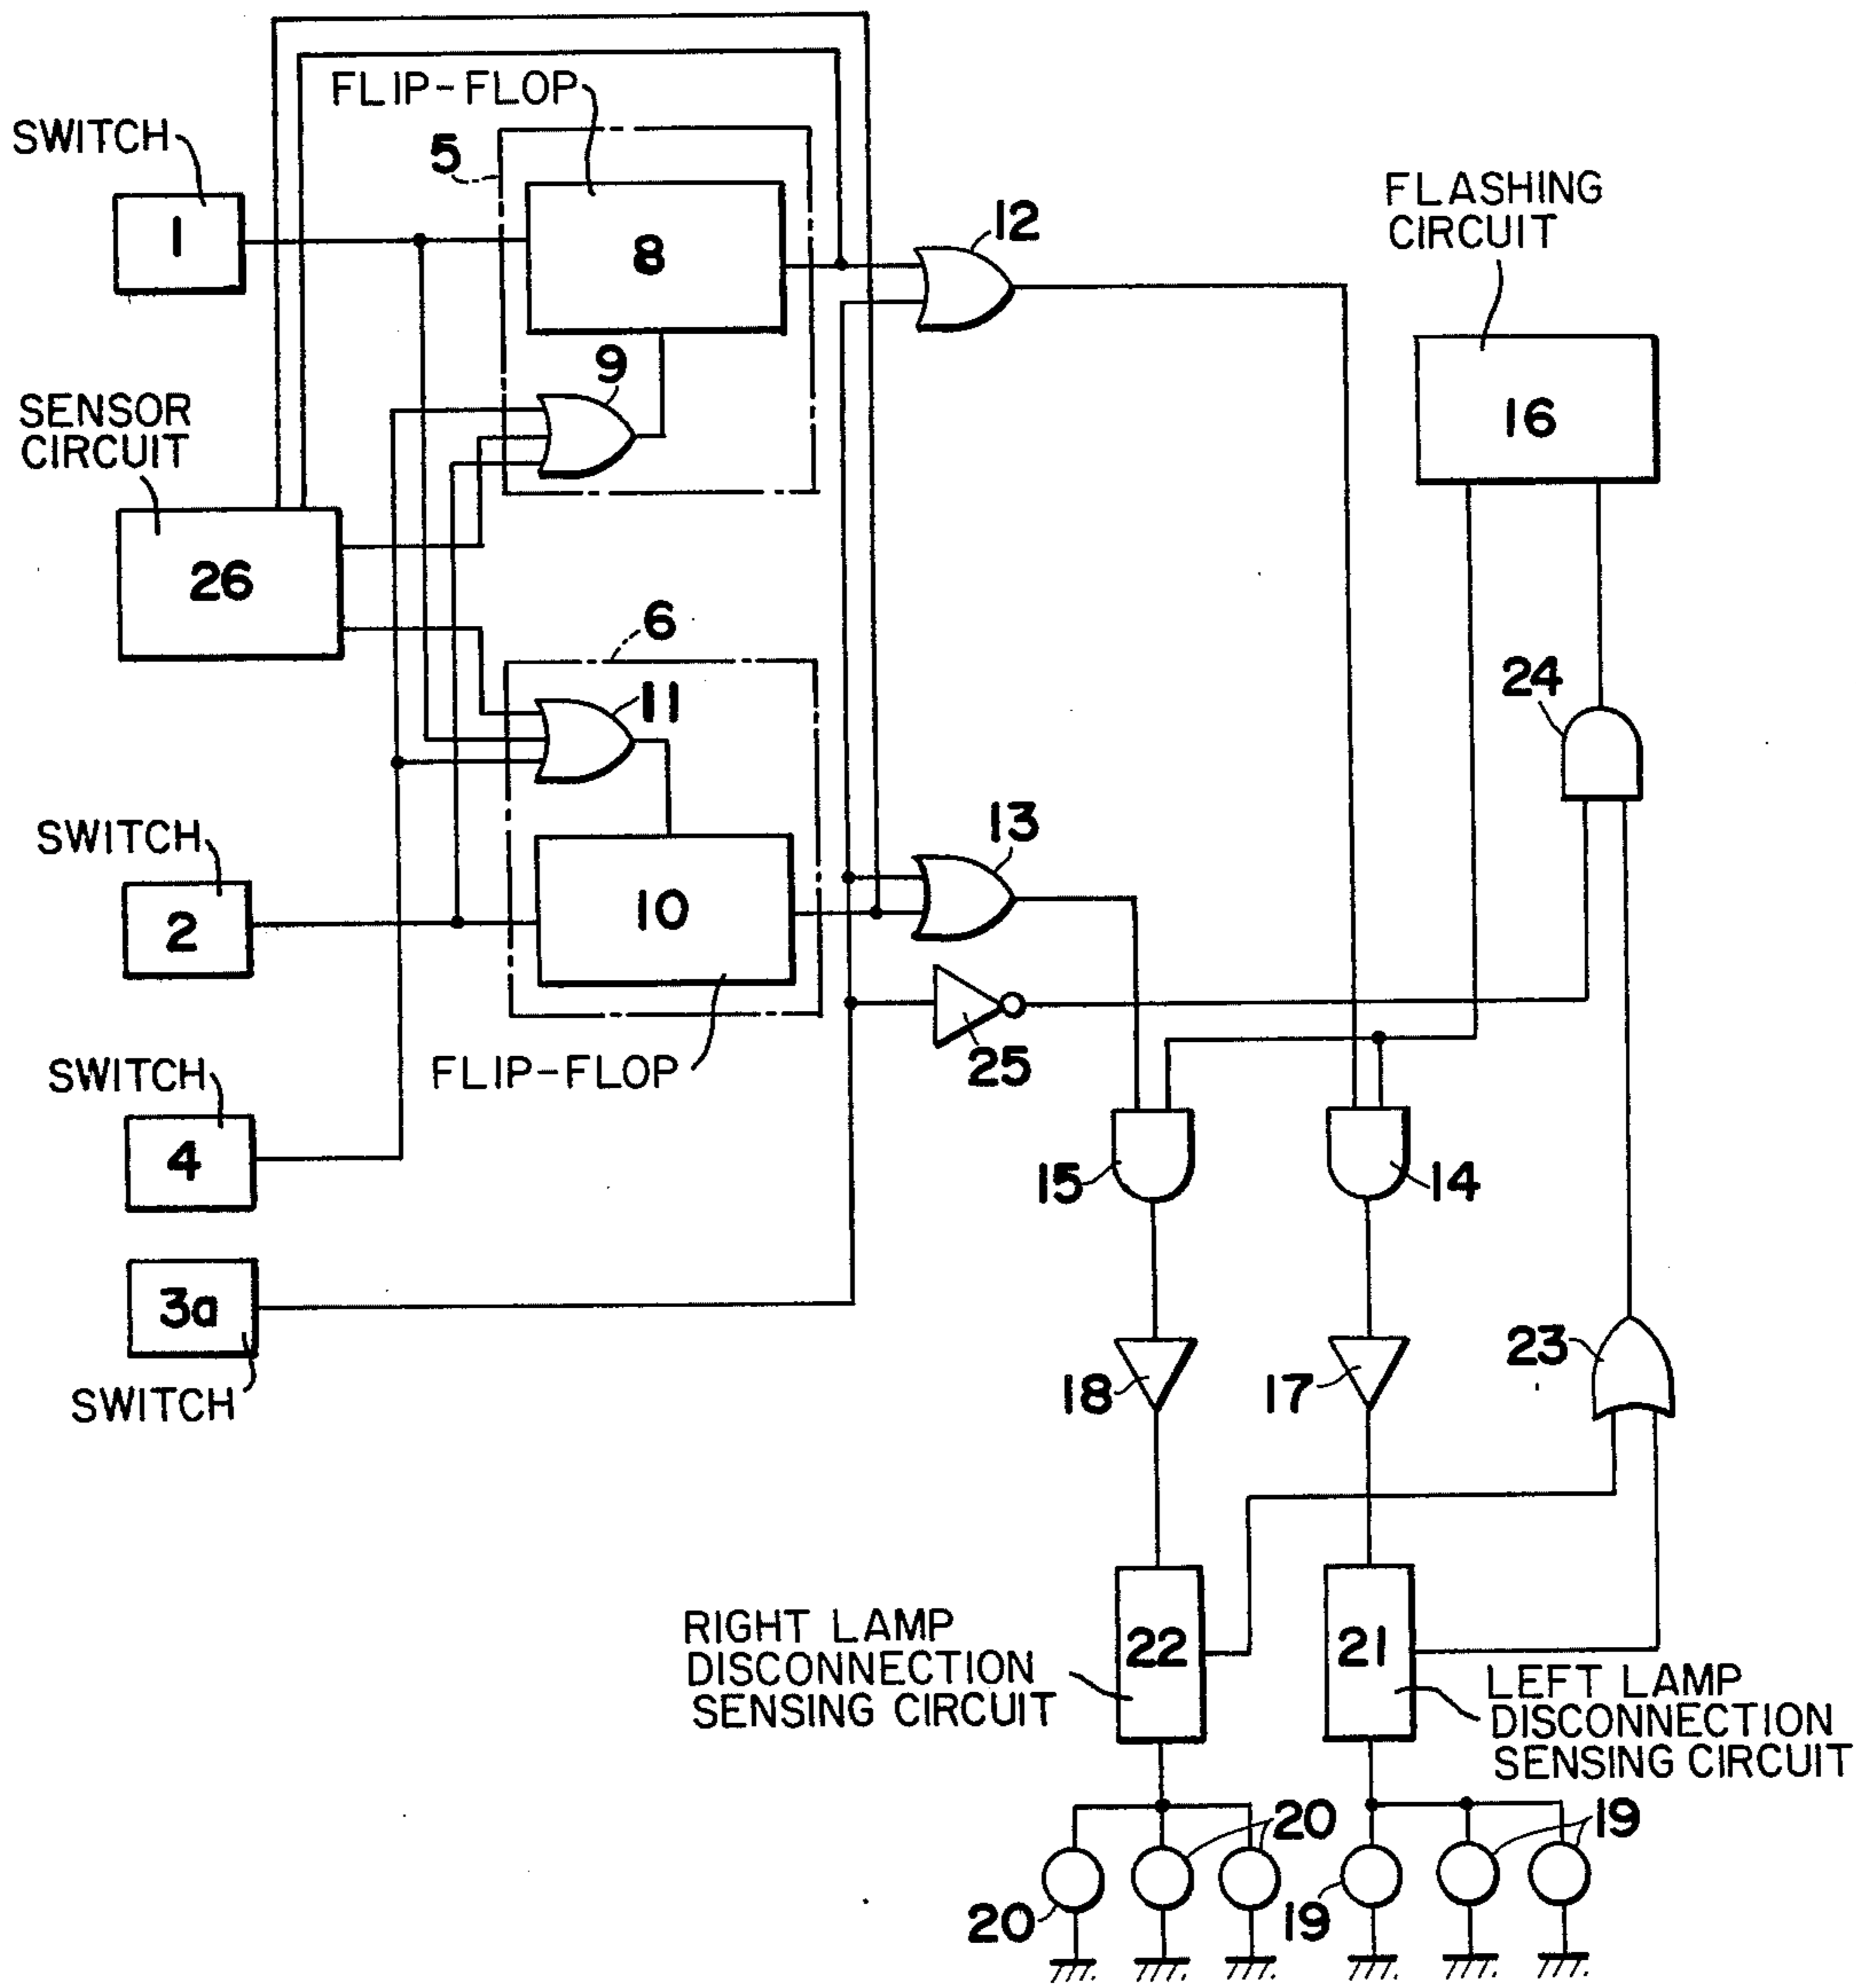 FLIP-FLOP
SWITCH
5
1
8
12
FLASHING
CIRCUIT
9
16
SENSOR
CIRCUIT
26
6
11
24
SWITCH
13
2
10
FLIP-FLOP
25
SWITCH
4
15
14
3a
SWITCH
18
17
23
RIGHT LAMP
DISCONNECTION
SENSING CIRCUIT
22
21
LEFT LAMP
DISCONNECTION
SENSING CIRCUIT
20
19
20
19